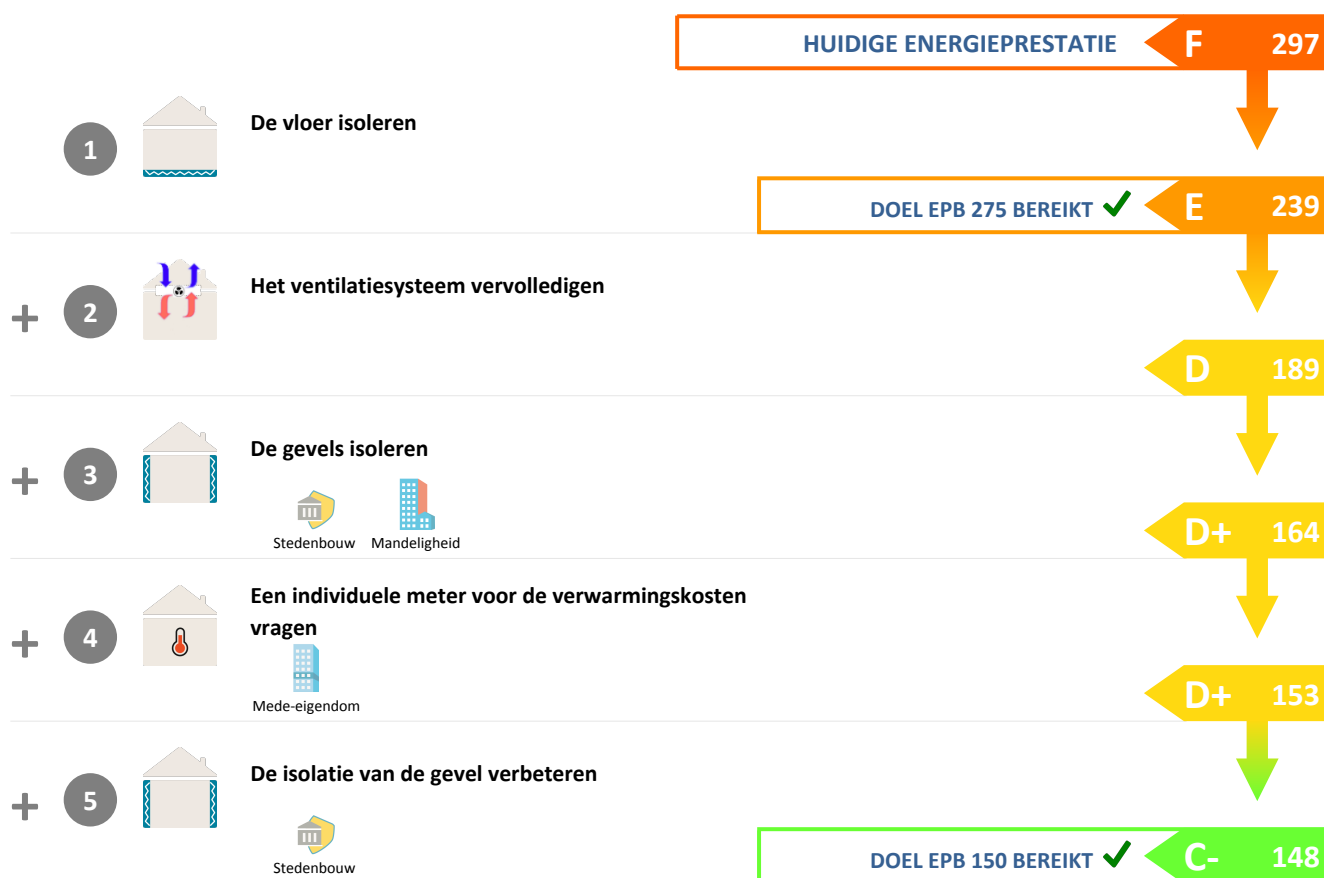 HUIDIGE ENERGIEPRESTATIE F 297
1 De vloer isoleren
DOEL EPB 275 BEREIKT ✓ E 239
+ 2 Het ventilatiesysteem vervolledigen
D 189
+ 3 De gevels isoleren
Stedenbouw Mandeligheid
D+ 164
+ 4 Een individuele meter voor de verwarmingskosten
vragen
Mede-eigendom
D+ 153
+ 5 De isolatie van de gevel verbeteren
Stedenbouw
DOEL EPB 150 BEREIKT ✓ C- 148